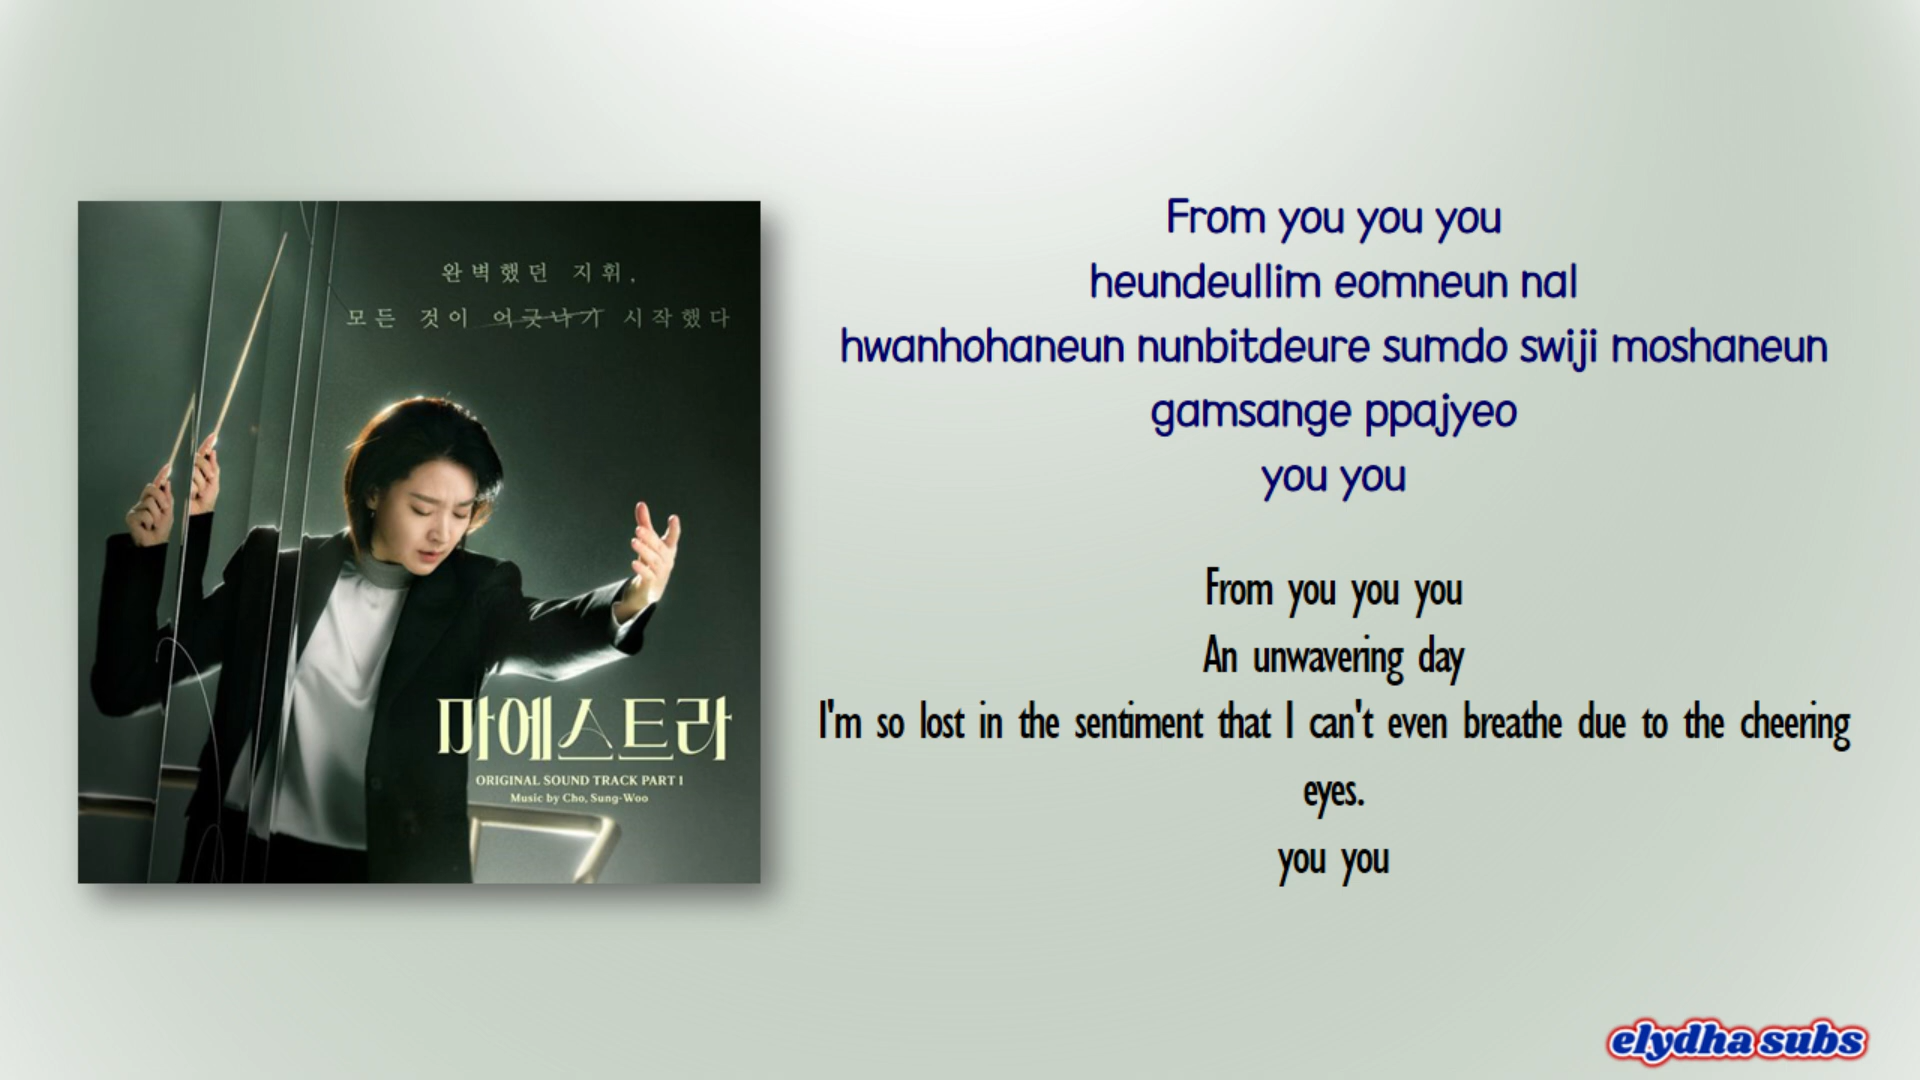 완벽했던 지휘,
모든 것이 어긋나기 시작했다
마에스트라
ORIGINAL SOUND TRACK PART 1
Music by Cho, Sung-Woo
From you you you
heundeullim eomneun nal
hwanhohaneun nunbitdeure sumdo swiji moshaneun
gamsange ppajyeo
you you
From you you you
An unwavering day
I'm so lost in the sentiment that I can't even breathe due to the cheering
eyes.
you you
elydha subs